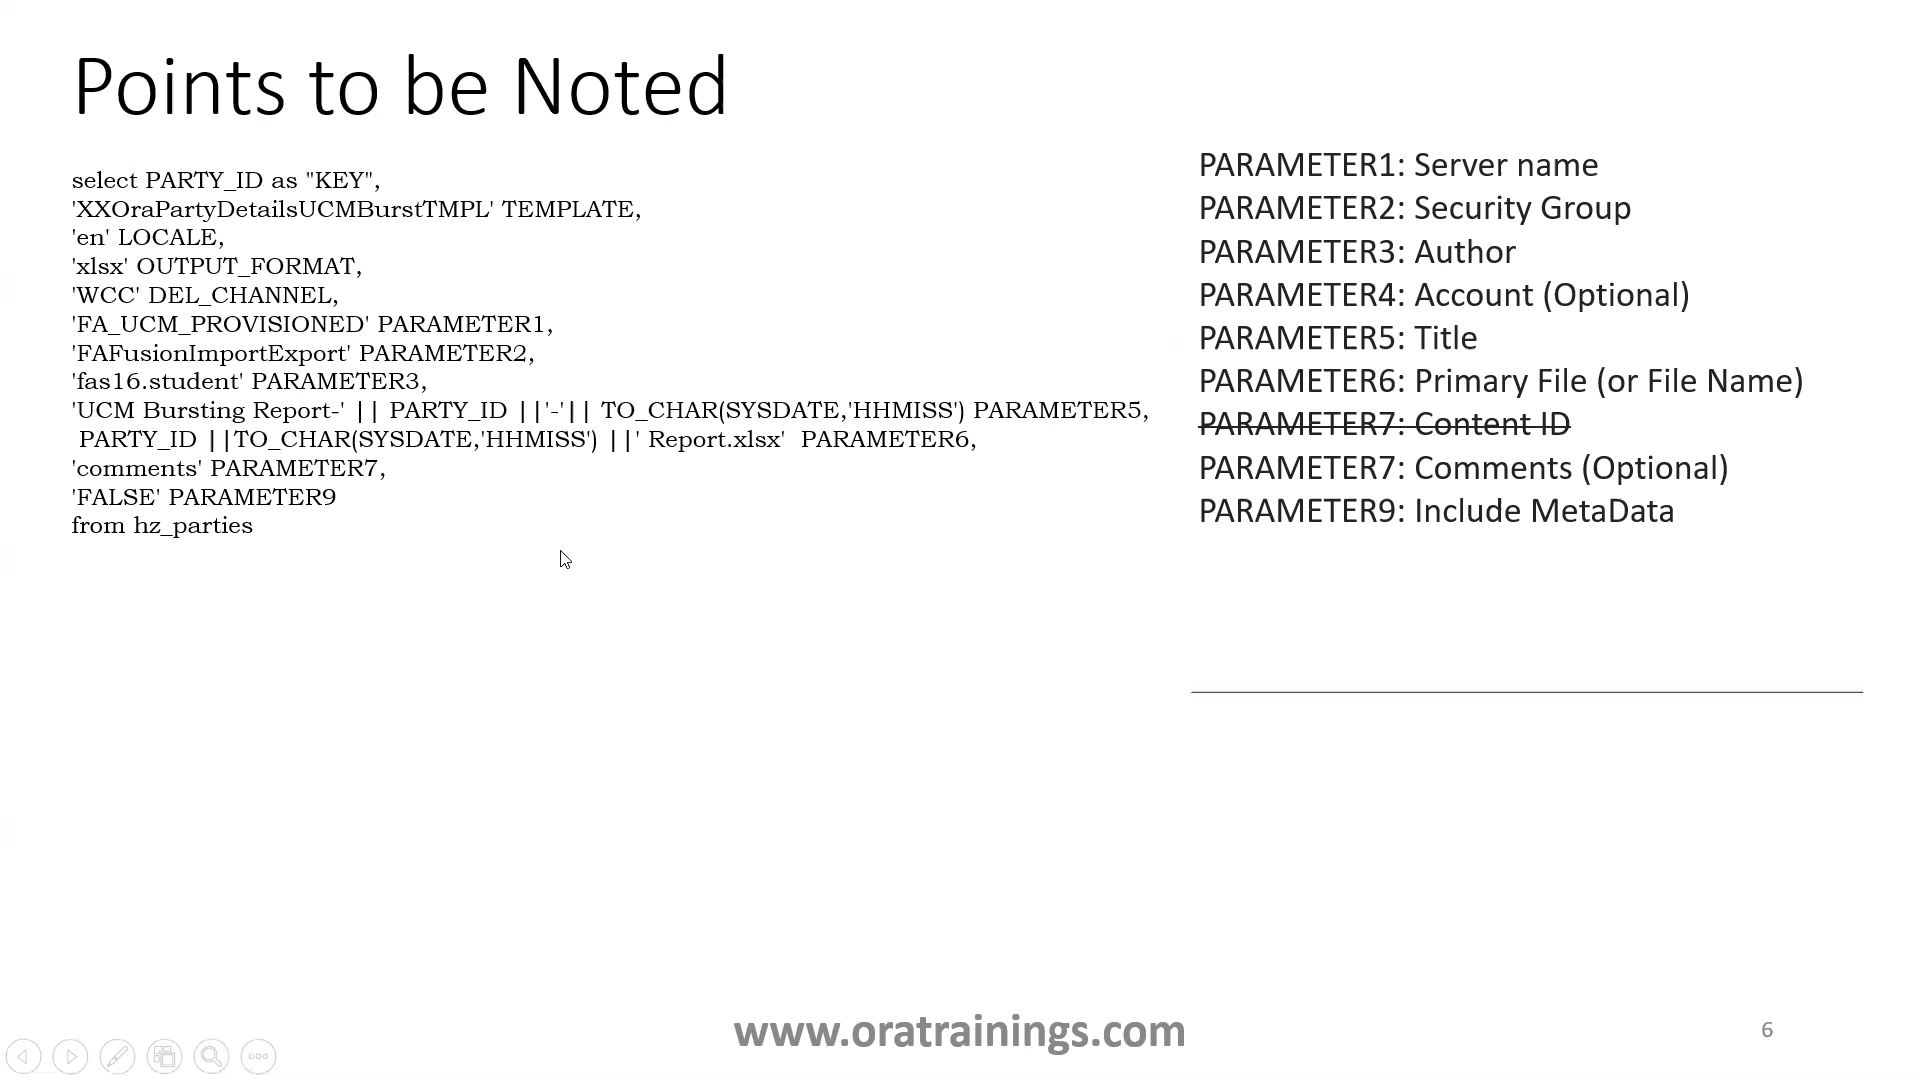 Points to be Noted
select PARTY_ID as "KEY",
'XXOraPartyDetailsUCMBurstTMPL' TEMPLATE,
'en' LOCALE,
'xlsx' OUTPUT_FORMAT,
'WCC' DEL_CHANNEL,
'FA_UCM_PROVISIONED' PARAMETER1,
'FAFusionImportExport' PARAMETER2,
'fas16.student' PARAMETER3,
'UCM Bursting Report-' || PARTY_ID ||'-'|| TO_CHAR(SYSDATE,'HHMISS') PARAMETER5,
PARTY_ID ||TO_CHAR(SYSDATE,'HHMISS') ||' Report.xlsx'  PARAMETER6,
'comments' PARAMETER7,
'FALSE' PARAMETER9
from hz_parties
PARAMETER1: Server name
PARAMETER2: Security Group
PARAMETER3: Author
PARAMETER4: Account (Optional)
PARAMETER5: Title
PARAMETER6: Primary File (or File Name)
PARAMETER7: Content ID
PARAMETER7: Comments (Optional)
PARAMETER9: Include MetaData
www.oratrainings.com
6